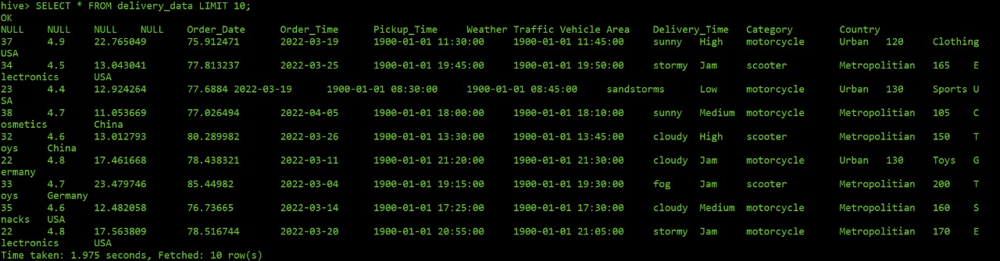 hive> SELECT * FROM delivery_data LIMIT 10;
OK
NULL NULL NULL NULL Order_Date Order_Time Pickup_Time Weather Traffic Vehicle Area Delivery_Time Category Country
37 4.9 22.765049 75.912471 2022-03-19 1900-01-01 11:30:00 1900-01-01 11:45:00 sunny High motorcycle Urban 120 Clothing
USA
34 4.5 13.043041 77.813237 2022-03-25 1900-01-01 19:45:00 1900-01-01 19:50:00 stormy Jam scooter Metropolitian 165 E
lectronics USA
23 4.4 12.924264 77.6884 2022-03-19 1900-01-01 08:30:00 1900-01-01 08:45:00 sandstorms Low motorcycle Urban 130 Sports U
SA
38 4.7 11.053669 77.026494 2022-04-05 1900-01-01 18:00:00 1900-01-01 18:10:00 sunny Medium motorcycle Metropolitian 105 C
osmetics China
32 4.6 13.012793 80.289982 2022-03-26 1900-01-01 13:30:00 1900-01-01 13:45:00 cloudy High scooter Metropolitian 150 T
oys China
22 4.8 17.461668 78.438321 2022-03-11 1900-01-01 21:20:00 1900-01-01 21:30:00 cloudy Jam motorcycle Urban 130 Toys G
ermany
33 4.7 23.479746 85.44982 2022-03-04 1900-01-01 19:15:00 1900-01-01 19:30:00 fog Jam scooter Metropolitian 200 T
oys Germany
35 4.6 12.482058 76.73665 2022-03-14 1900-01-01 17:25:00 1900-01-01 17:30:00 cloudy Medium motorcycle Metropolitian 160 S
nacks USA
22 4.8 17.563809 78.516744 2022-03-20 1900-01-01 20:55:00 1900-01-01 21:05:00 stormy Jam motorcycle Metropolitian 170 E
lectronics USA
Time taken: 1.975 seconds, Fetched: 10 row(s)